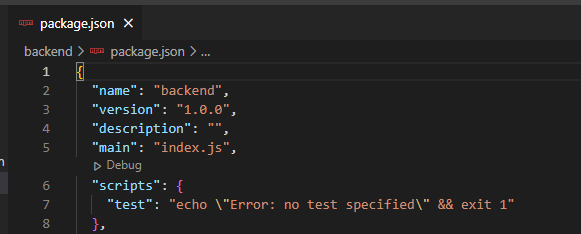 package.json
backend > package.json > ...
1 {
2 "name": "backend",
3 "version": "1.0.0",
4 "description": "",
5 "main": "index.js",
Debug
6 "scripts": {
7 "test": "echo \"Error: no test specified\" && exit 1"
8 },